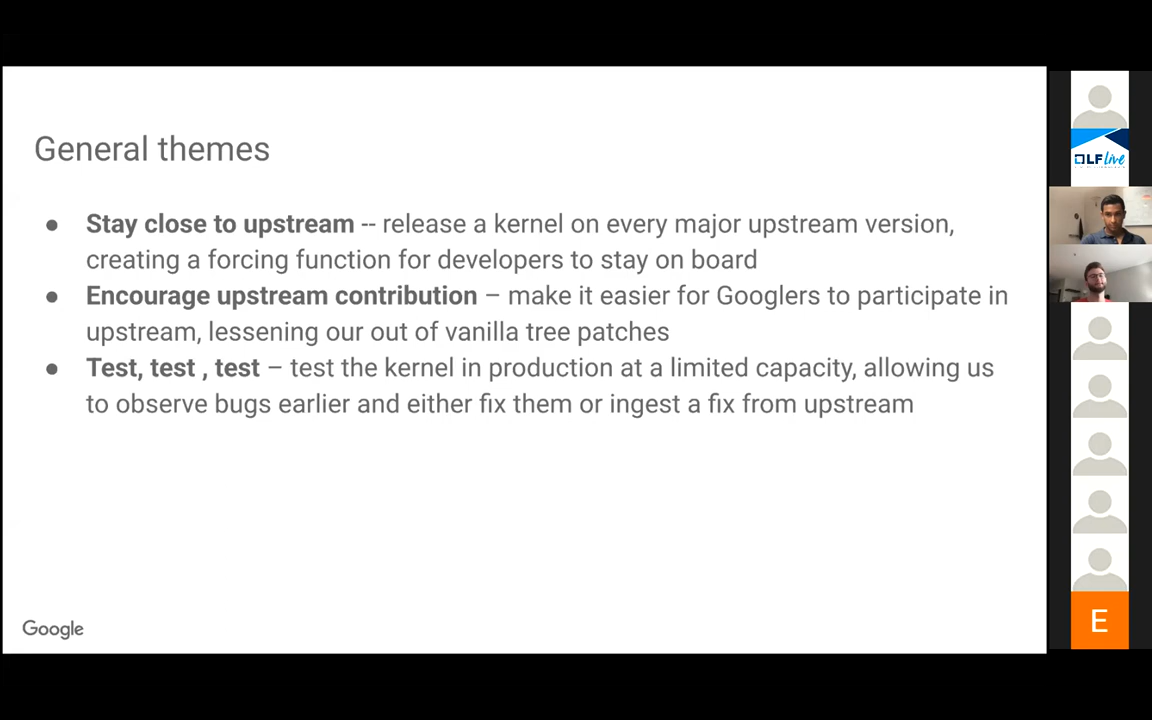 General themes
● Stay close to upstream -- release a kernel on every major upstream version,
creating a forcing function for developers to stay on board
● Encourage upstream contribution – make it easier for Googlers to participate in
upstream, lessening our out of vanilla tree patches
● Test, test , test – test the kernel in production at a limited capacity, allowing us
to observe bugs earlier and either fix them or ingest a fix from upstream
Google
LF live
E